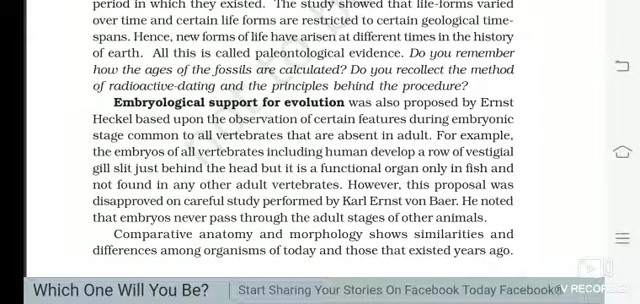 period in which they existed. The study showed that life-forms varied
over time and certain life forms are restricted to certain geological time-
spans. Hence, new forms of life have arisen at different times in the history
of earth. All this is called paleontological evidence. Do you remember
how the ages of the fossils are calculated? Do you recollect the method
of radioactive-dating and the principles behind the procedure?
Embryological support for evolution was also proposed by Ernst
Heckel based upon the observation of certain features during embryonic
stage common to all vertebrates that are absent in adult. For example,
the embryos of all vertebrates including human develop a row of vestigial
gill slit just behind the head but it is a functional organ only in fish and
not found in any other adult vertebrates. However, this proposal was
disapproved on careful study performed by Karl Ernst von Baer. He noted
that embryos never pass through the adult stages of other animals.
Comparative anatomy and morphology shows similarities and
differences among organisms of today and those that existed years ago.
Which One Will You Be? Start Sharing Your Stories On Facebook Today Facebook®